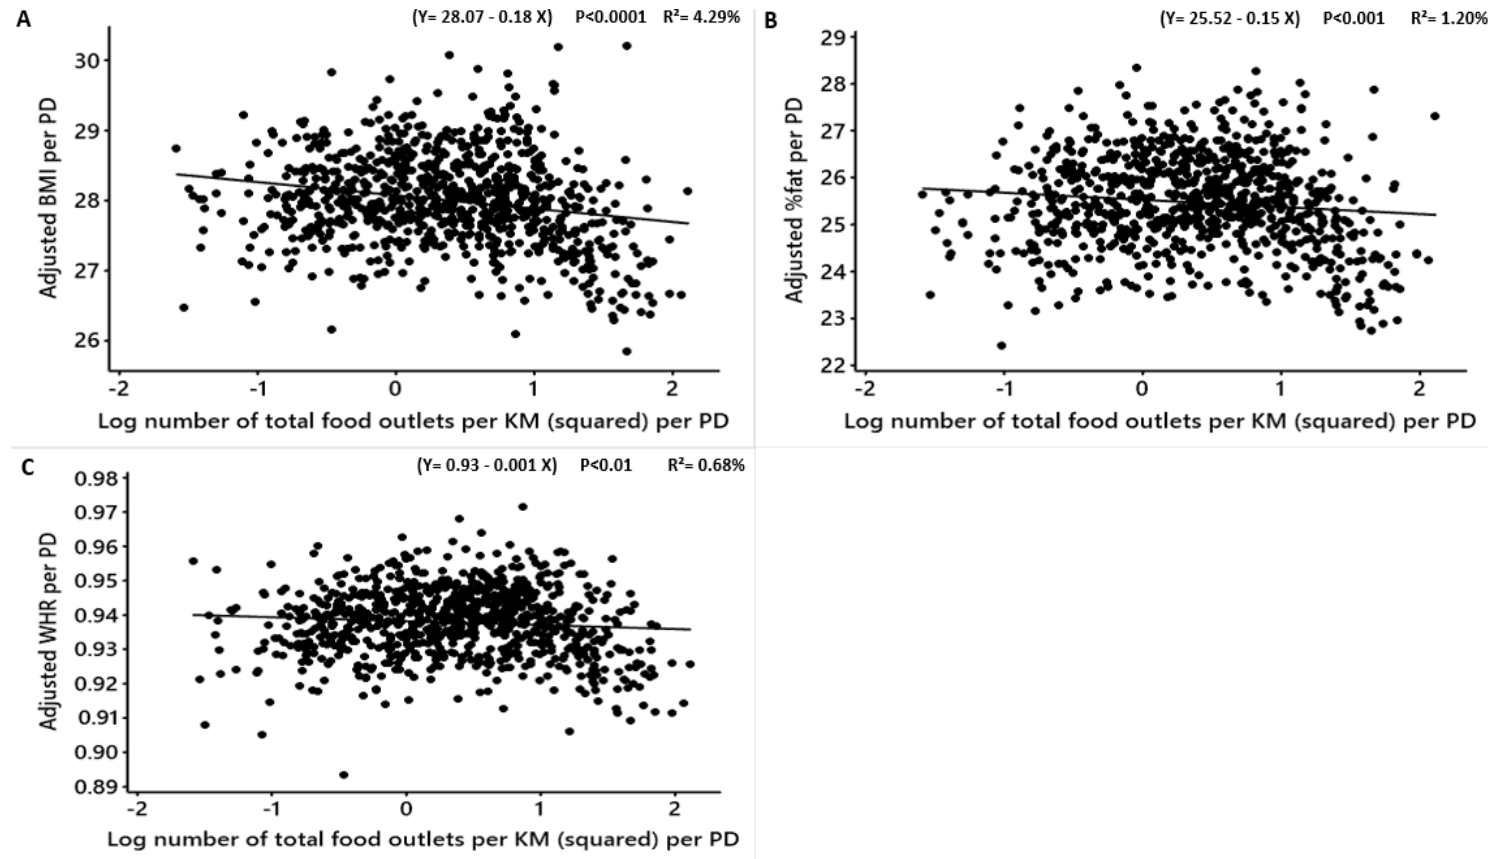 A
(Y= 28.07 - 0.18 X) P<0.0001 R²= 4.29%
30
29
28
27
26
Adjusted BMI per PD
-2 -1 0 1 2
Log number of total food outlets per KM (squared) per PD
B
(Y= 25.52 - 0.15 X) P<0.001 R²= 1.20%
29
28
27
26
25
24
23
22
Adjusted %fat per PD
-2 -1 0 1 2
Log number of total food outlets per KM (squared) per PD
C
(Y= 0.93 - 0.001 X) P<0.01 R²= 0.68%
0.98
0.97
0.96
0.95
0.94
0.93
0.92
0.91
0.90
0.89
Adjusted WHR per PD
-2 -1 0 1 2
Log number of total food outlets per KM (squared) per PD